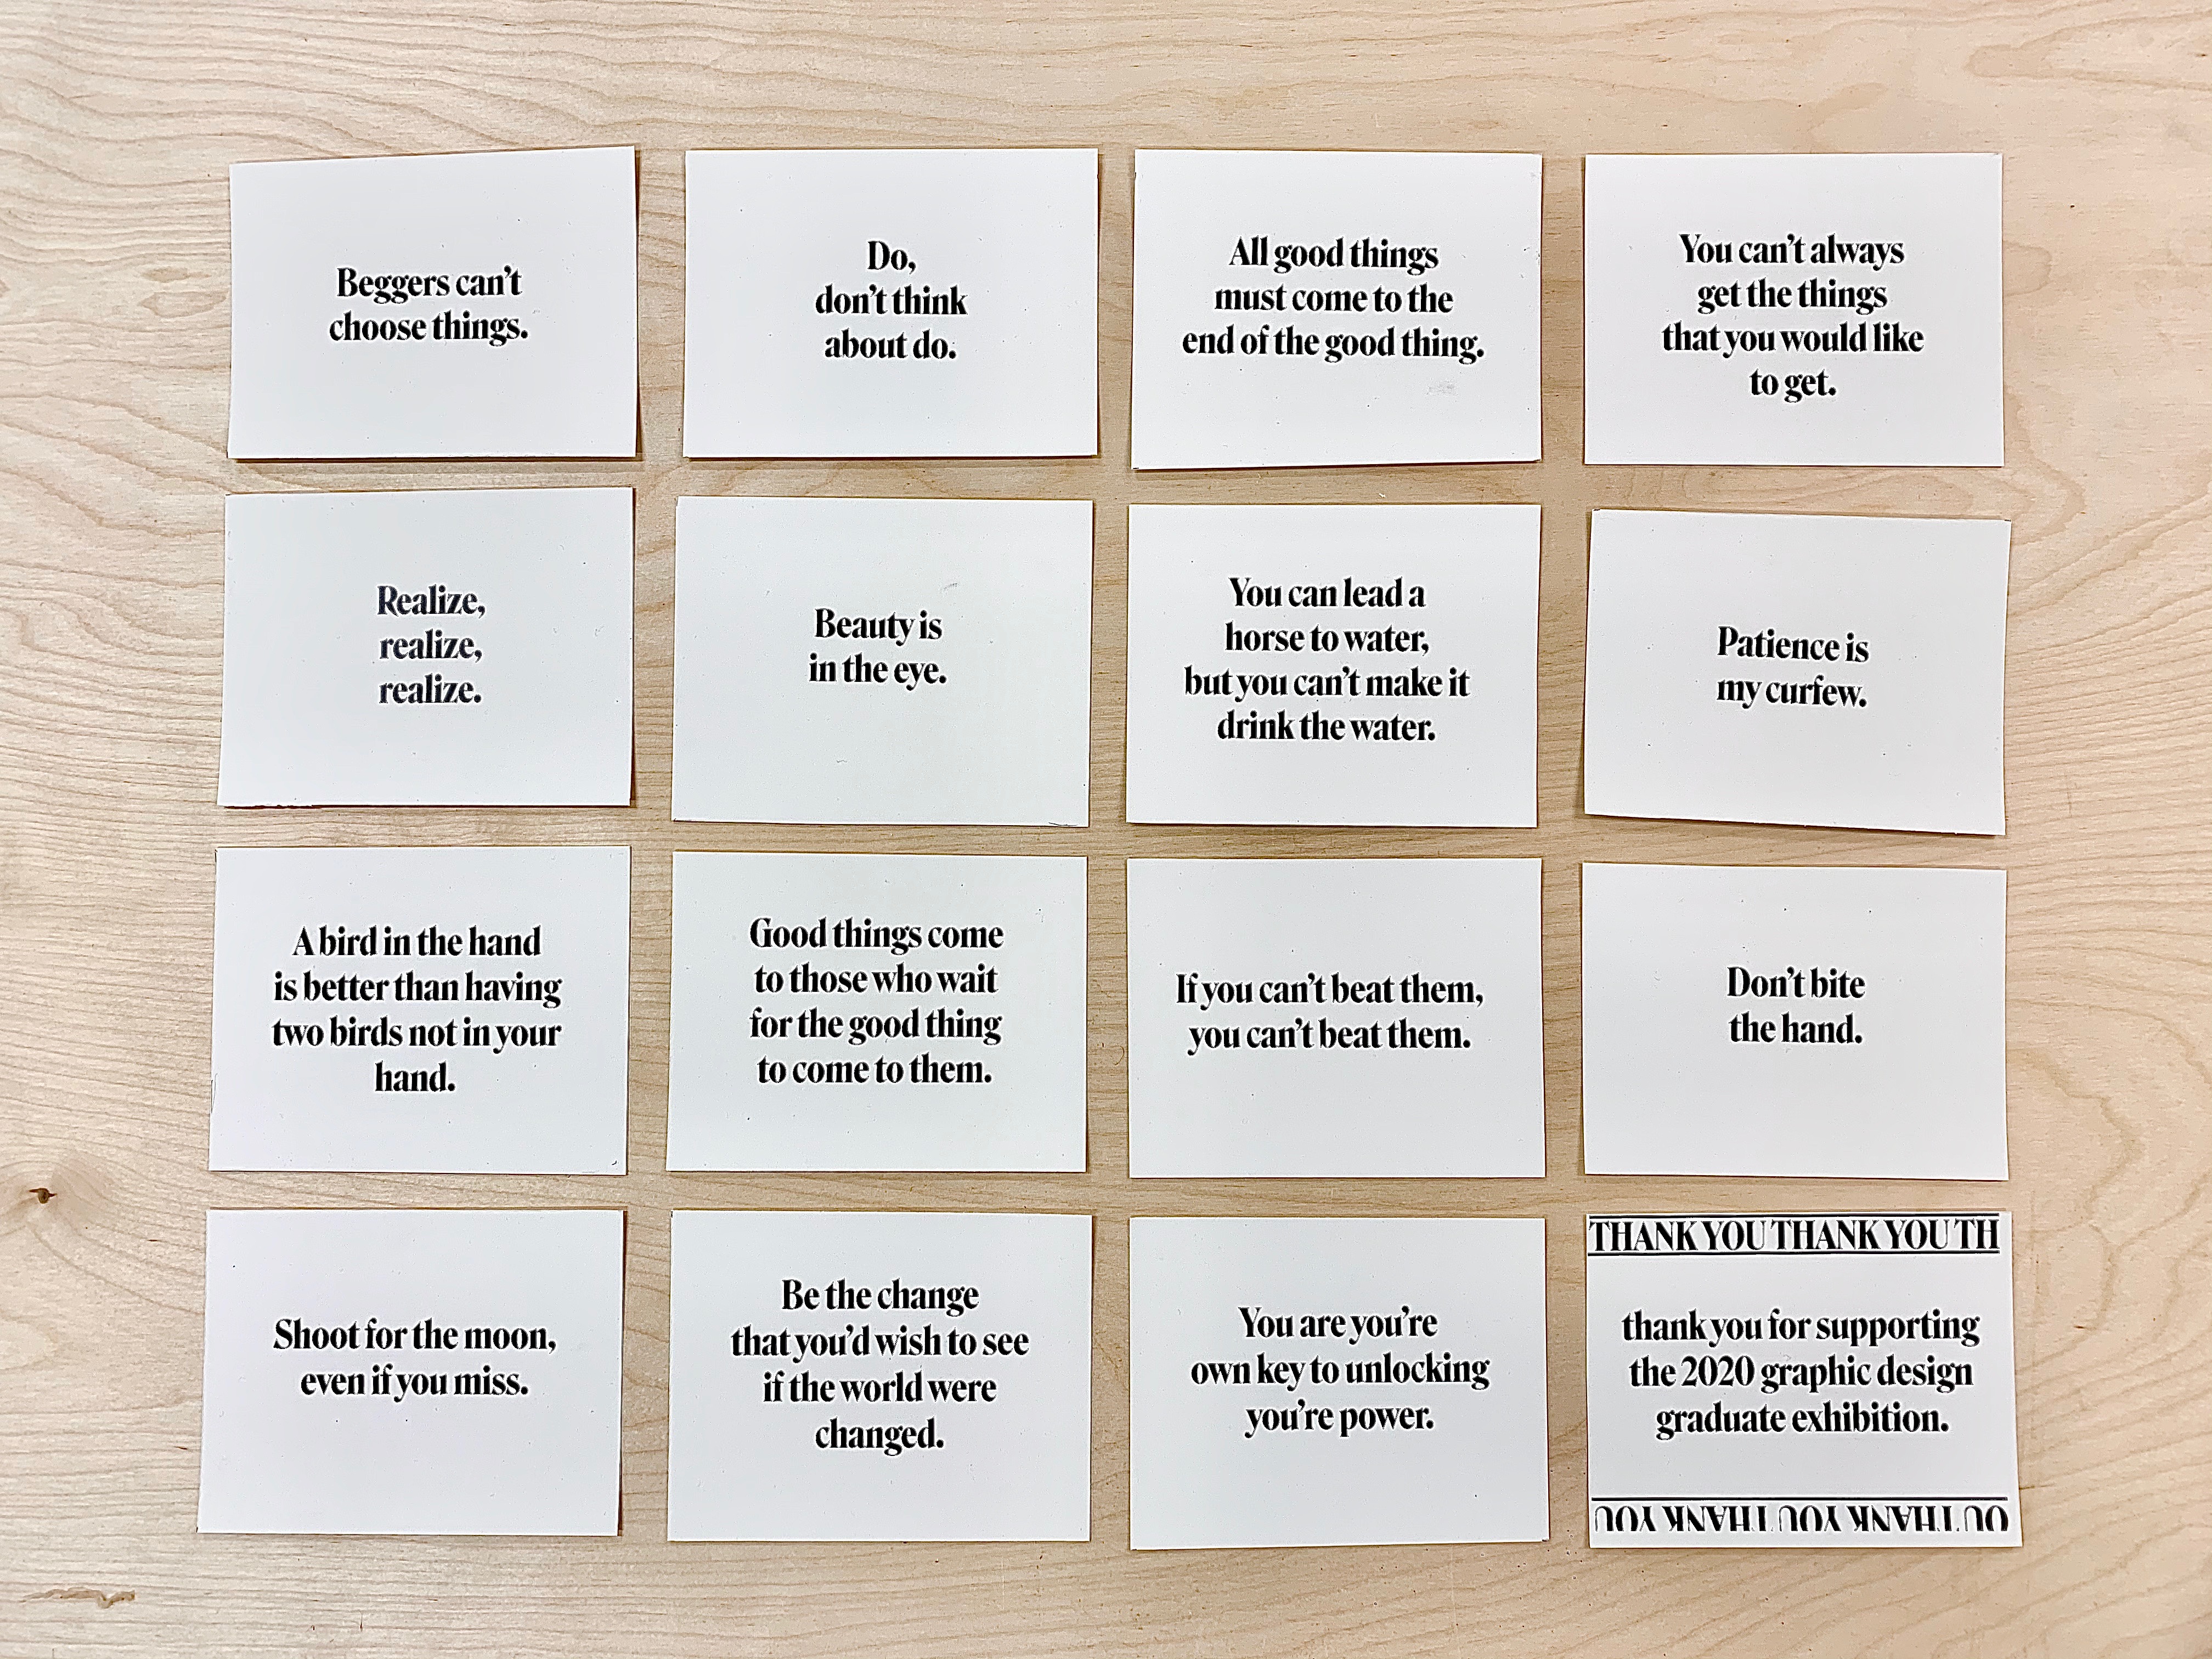 Beggers can't
choose things.
Do,
don't think
about do.
All good things
must come to the
end of the good thing.
You can't always
get the things
that you would like
to get.
Realize,
realize,
realize.
Beauty is
in the eye.
You can lead a
horse to water,
but you can't make it
drink the water.
Patience is
my curfew.
A bird in the hand
is better than having
two birds not in your
hand.
Good things come
to those who wait
for the good thing
to come to them.
If you can't beat them,
you can't beat them.
Don't bite
the hand.
Shoot for the moon,
even if you miss.
Be the change
that you'd wish to see
if the world were
changed.
You are you're
own key to unlocking
you're power.
THANK YOU THANK YOU TH
thank you for supporting
the 2020 graphic design
graduate exhibition.
OU THANK YOU THANK YOU